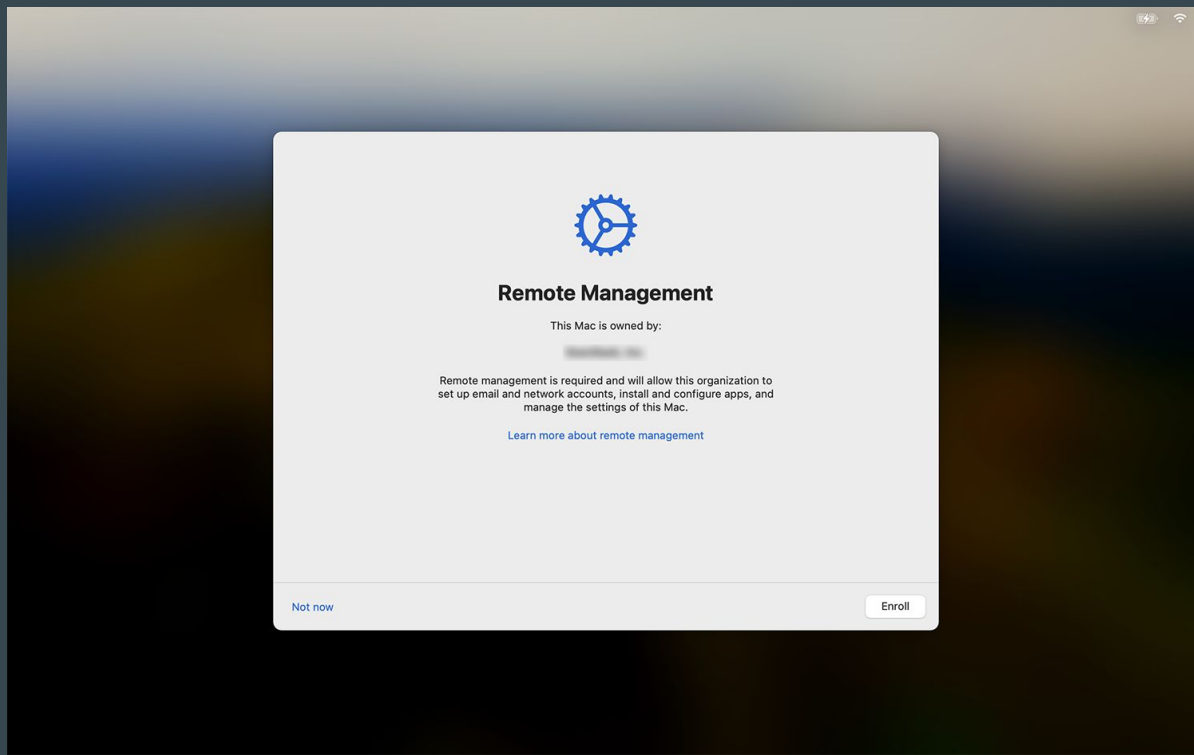 Remote Management
This Mac is owned by:
Remote management is required and will allow this organization to
set up email and network accounts, install and configure apps, and
manage the settings of this Mac.
Learn more about remote management
Not now
Enroll